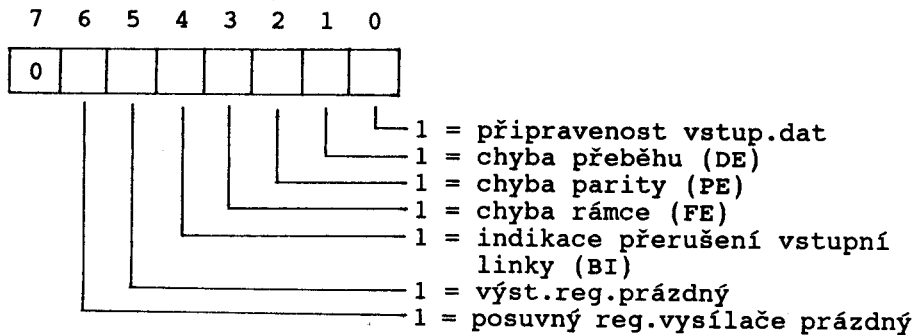 7 6 5 4 3 2 1 0
0
1 = připravenost vstup.dat
1 = chyba přeběhu (DE)
1 = chyba parity (PE)
1 = chyba rámce (FE)
1 = indikace přerušení vstupní
linky (BI)
1 = výst.reg.prázdný
1 = posuvný reg.vysílače prázdný